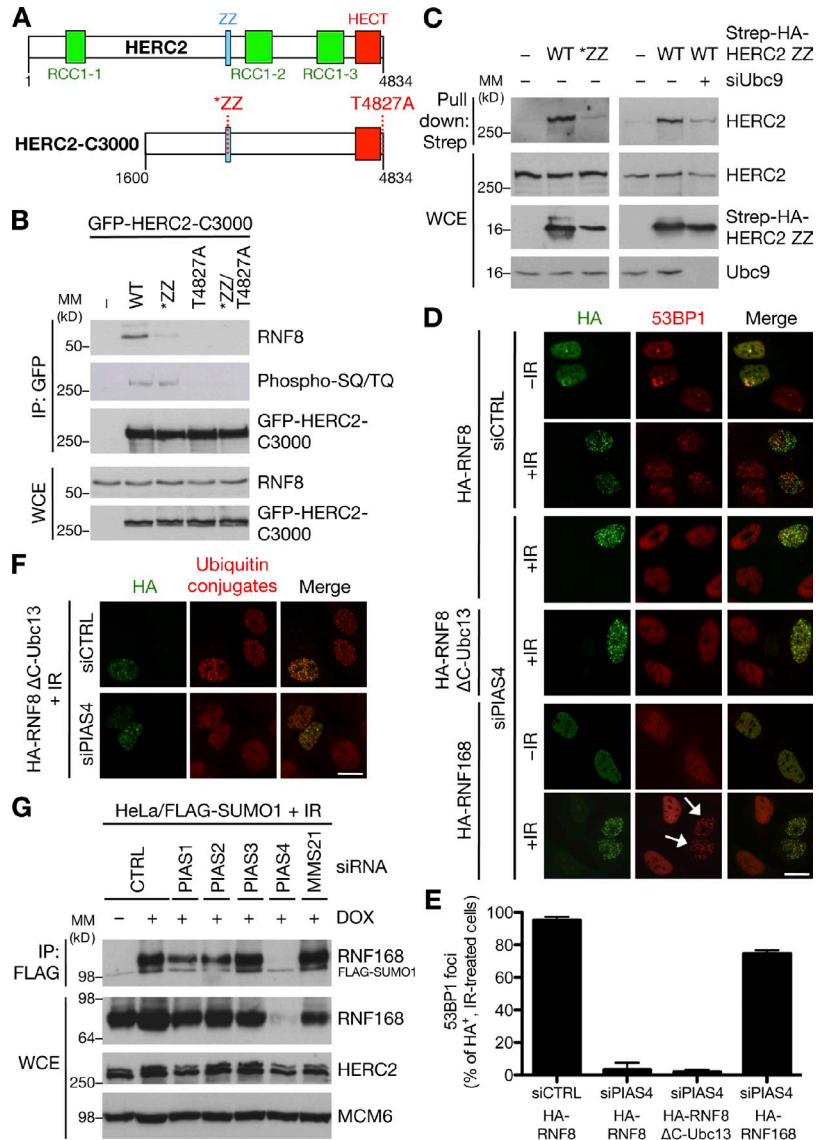 A
ZZ
HECT
HERC2
RCC1-1
RCC1-2
RCC1-3
1
4834
*ZZ
T4827A
HERC2-C3000
1600
4834
B
GFP-HERC2-C3000
MM
(kD)
–
WT
*ZZ
T4827A
*ZZ/
T4827A
IP: GFP
50
RNF8
250
Phospho-SQ/TQ
250
GFP-HERC2-
C3000
WCE
50
RNF8
250
GFP-HERC2-
C3000
C
– WT *ZZ – WT WT
Strep-HA-
HERC2 ZZ
– – – – – +
siUbc9
MM
(kD)
Pull
down:
Strep
250
HERC2
250
HERC2
WCE
16
Strep-HA-
HERC2 ZZ
16
Ubc9
D
HA 53BP1 Merge
HA-RNF8
siCTRL
–IR
+IR
+IR
HA-RNF8
ΔC-Ubc13
siPIAS4
+IR
HA-RNF168
–IR
+IR
E
53BP1 foci
(% of HA+, IR-treated cells)
100
80
60
40
20
0
siCTRL siPIAS4 siPIAS4 siPIAS4
HA- HA- HA-RNF8 HA-
RNF8 RNF8 ΔC-Ubc13 RNF168
F
HA
Ubiquitin
conjugates
Merge
HA-RNF8 ΔC-Ubc13
+ IR
siCTRL
siPIAS4
G
HeLa/FLAG-SUMO1 + IR
CTRL PIAS1 PIAS2 PIAS3 PIAS4 MMS21
siRNA
– + + + + + +
DOX
MM
(kD)
IP:
FLAG
98
RNF168
FLAG-SUMO1
WCE
98
64
RNF168
250
HERC2
98
MCM6